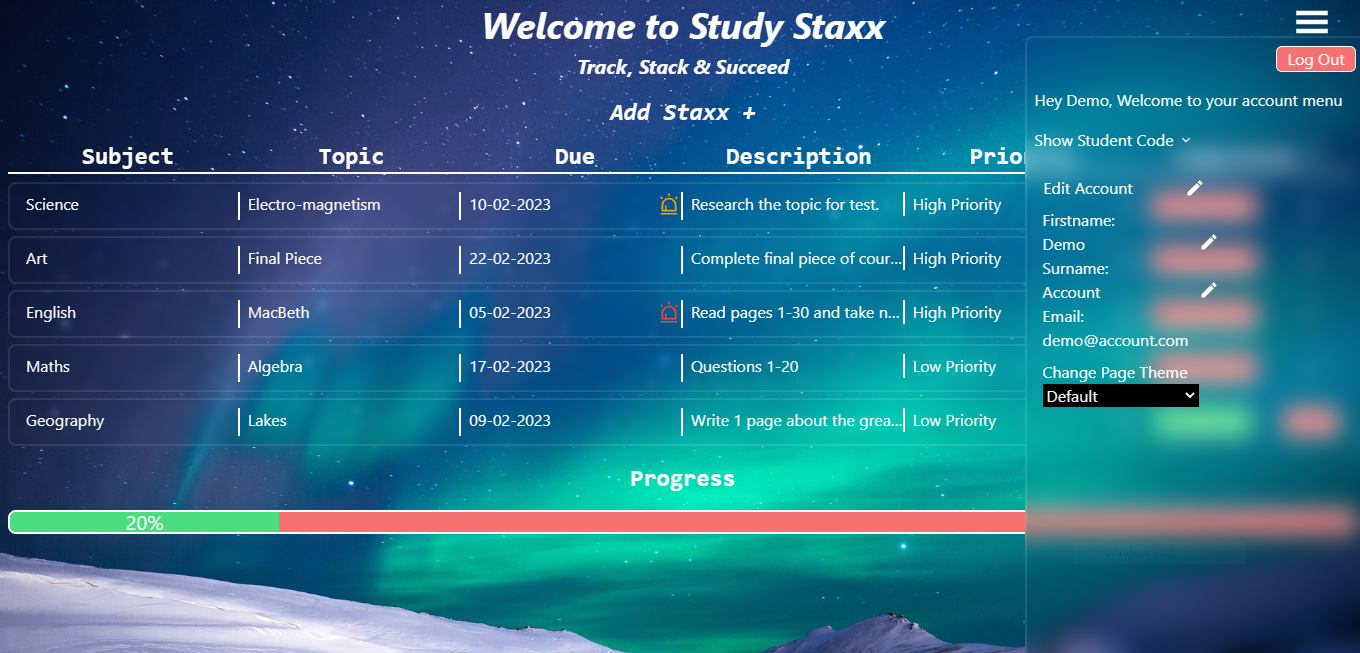 Welcome to Study Staxx
Track, Stack & Succeed
Add Staxx +
Subject Topic Due Description Prior
Science Electro-magnetism 10-02-2023 Research the topic for test. High Priority
Art Final Piece 22-02-2023 Complete final piece of cour... High Priority
English MacBeth 05-02-2023 Read pages 1-30 and take n... High Priority
Maths Algebra 17-02-2023 Questions 1-20 Low Priority
Geography Lakes 09-02-2023 Write 1 page about the grea... Low Priority
Progress
20%
Log Out
Hey Demo, Welcome to your account menu
Show Student Code
Edit Account
Firstname:
Demo
Surname:
Account
Email:
demo@account.com
Change Page Theme
Default